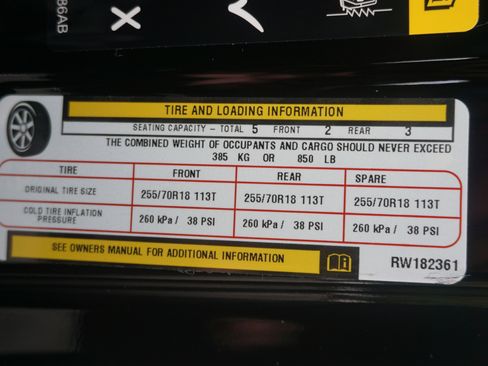 86AB
TIRE AND LOADING INFORMATION
SEATING CAPACITY - TOTAL 5 FRONT 2 REAR 3
THE COMBINED WEIGHT OF OCCUPANTS AND CARGO SHOULD NEVER EXCEED
385 KG OR 850 LB
TIRE FRONT REAR SPARE
ORIGINAL TIRE SIZE 255/70R18 113T 255/70R18 113T 255/70R18 113T
COLD TIRE INFLATION PRESSURE 260 kPa / 38 PSI 260 kPa / 38 PSI 260 kPa / 38 PSI
SEE OWNERS MANUAL FOR ADDITIONAL INFORMATION
RW182361